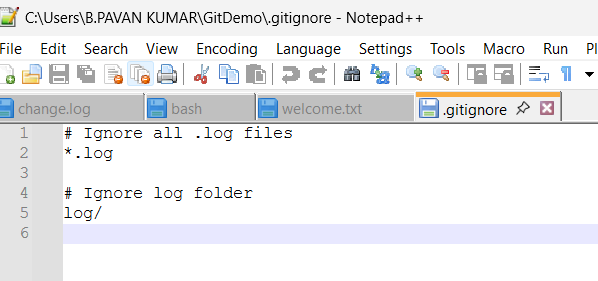 C:\Users\B.PAVAN KUMAR\GitDemo\.gitignore - Notepad++
File Edit Search View Encoding Language Settings Tools Macro Run Pl
change.log bash welcome.txt .gitignore
1 # Ignore all .log files
2 *.log
3
4 # Ignore log folder
5 log/
6